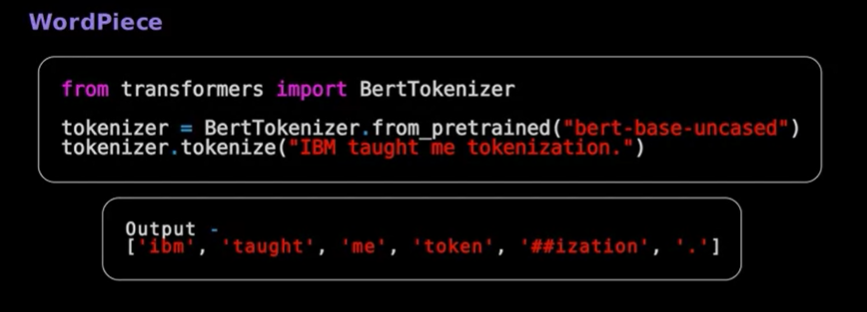 WordPiece
from transformers import BertTokenizer
tokenizer = BertTokenizer.from_pretrained("bert-base-uncased")
tokenizer.tokenize("IBM taught me tokenization.")
Output -
['ibm', 'taught', 'me', 'token', '##ization', '.']